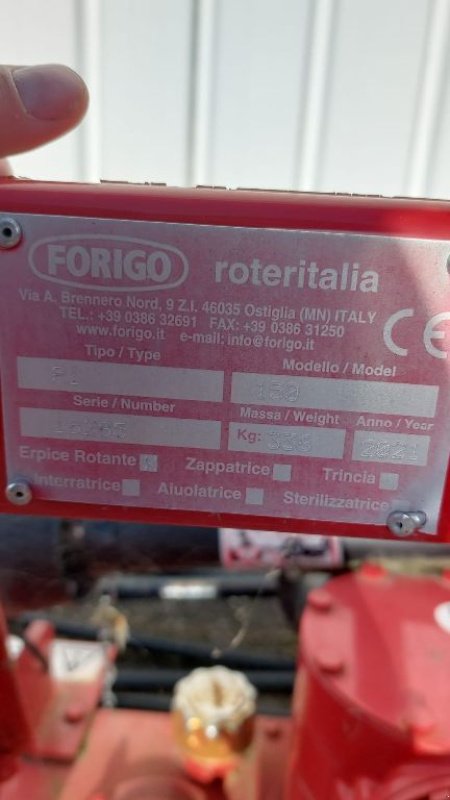 FORIGO roteritalia
Via A. Brennero Nord, 9 Z.I. 46035 Ostiglia (MN) ITALY
TEL.: +39 0386 32691 FAX: +39 0386 31250
www.forigo.it e-mail: info@forigo.it
CE
Tipo / Type Modello / Model
150
Serie / Number Massa / Weight Anno / Year
Kg: 2021
Erpice Rotante Zappatrice Trincia
Interratrice Aiuolatrice Sterilizzatrice